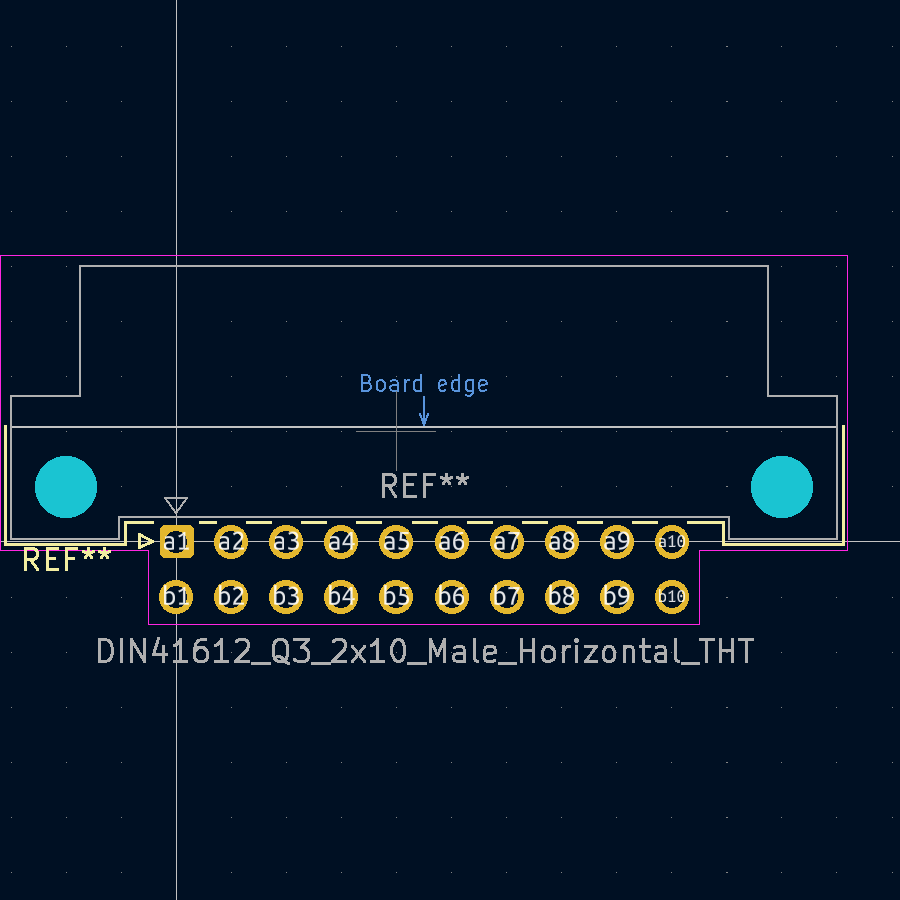 Board edge
REF**
a1 a2 a3 a4 a5 a6 a7 a8 a9 a10
REF**
b1 b2 b3 b4 b5 b6 b7 b8 b9 b10
DIN41612_Q3_2x10_Male_Horizontal_THT